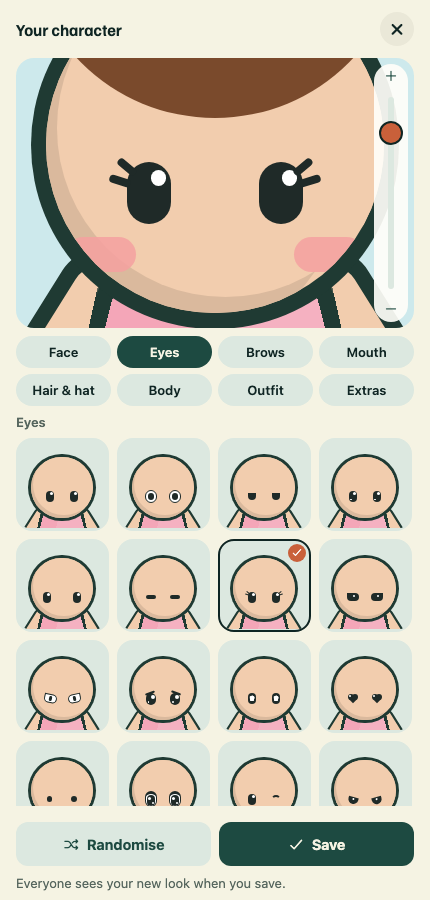 Your character
Face
Eyes
Brows
Mouth
Hair & hat
Body
Outfit
Extras
Eyes
Randomise
Save
Everyone sees your new look when you save.